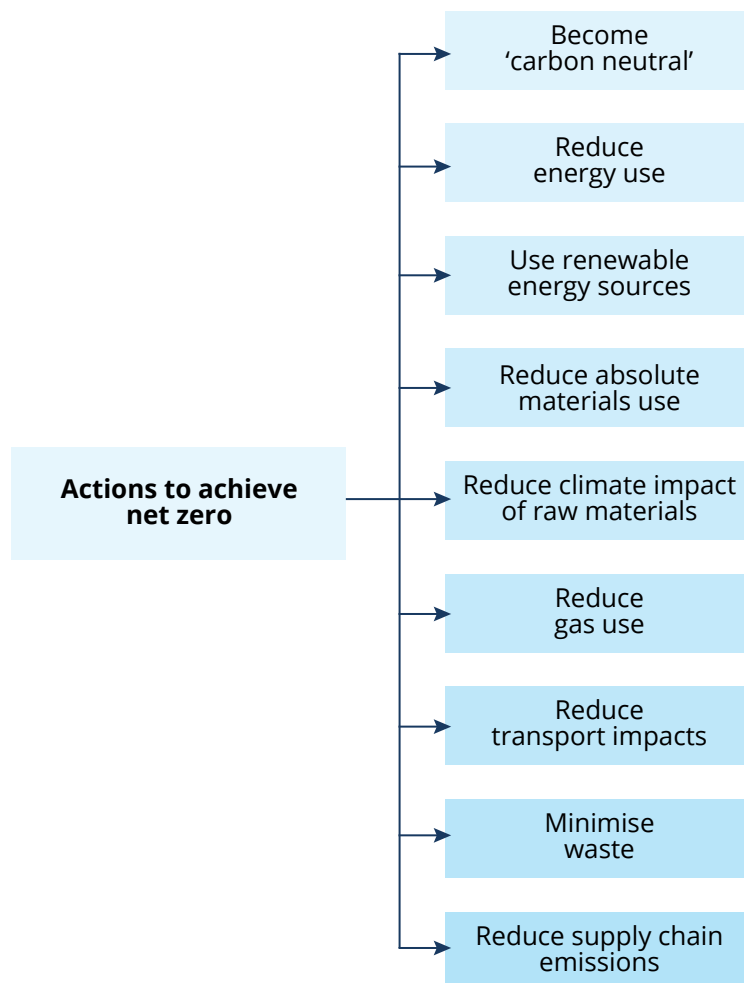 Become
‘carbon neutral’
Reduce
energy use
Use renewable
energy sources
Reduce absolute
materials use
Actions to achieve
net zero
Reduce climate impact
of raw materials
Reduce
gas use
Reduce
transport impacts
Minimise
waste
Reduce supply chain
emissions